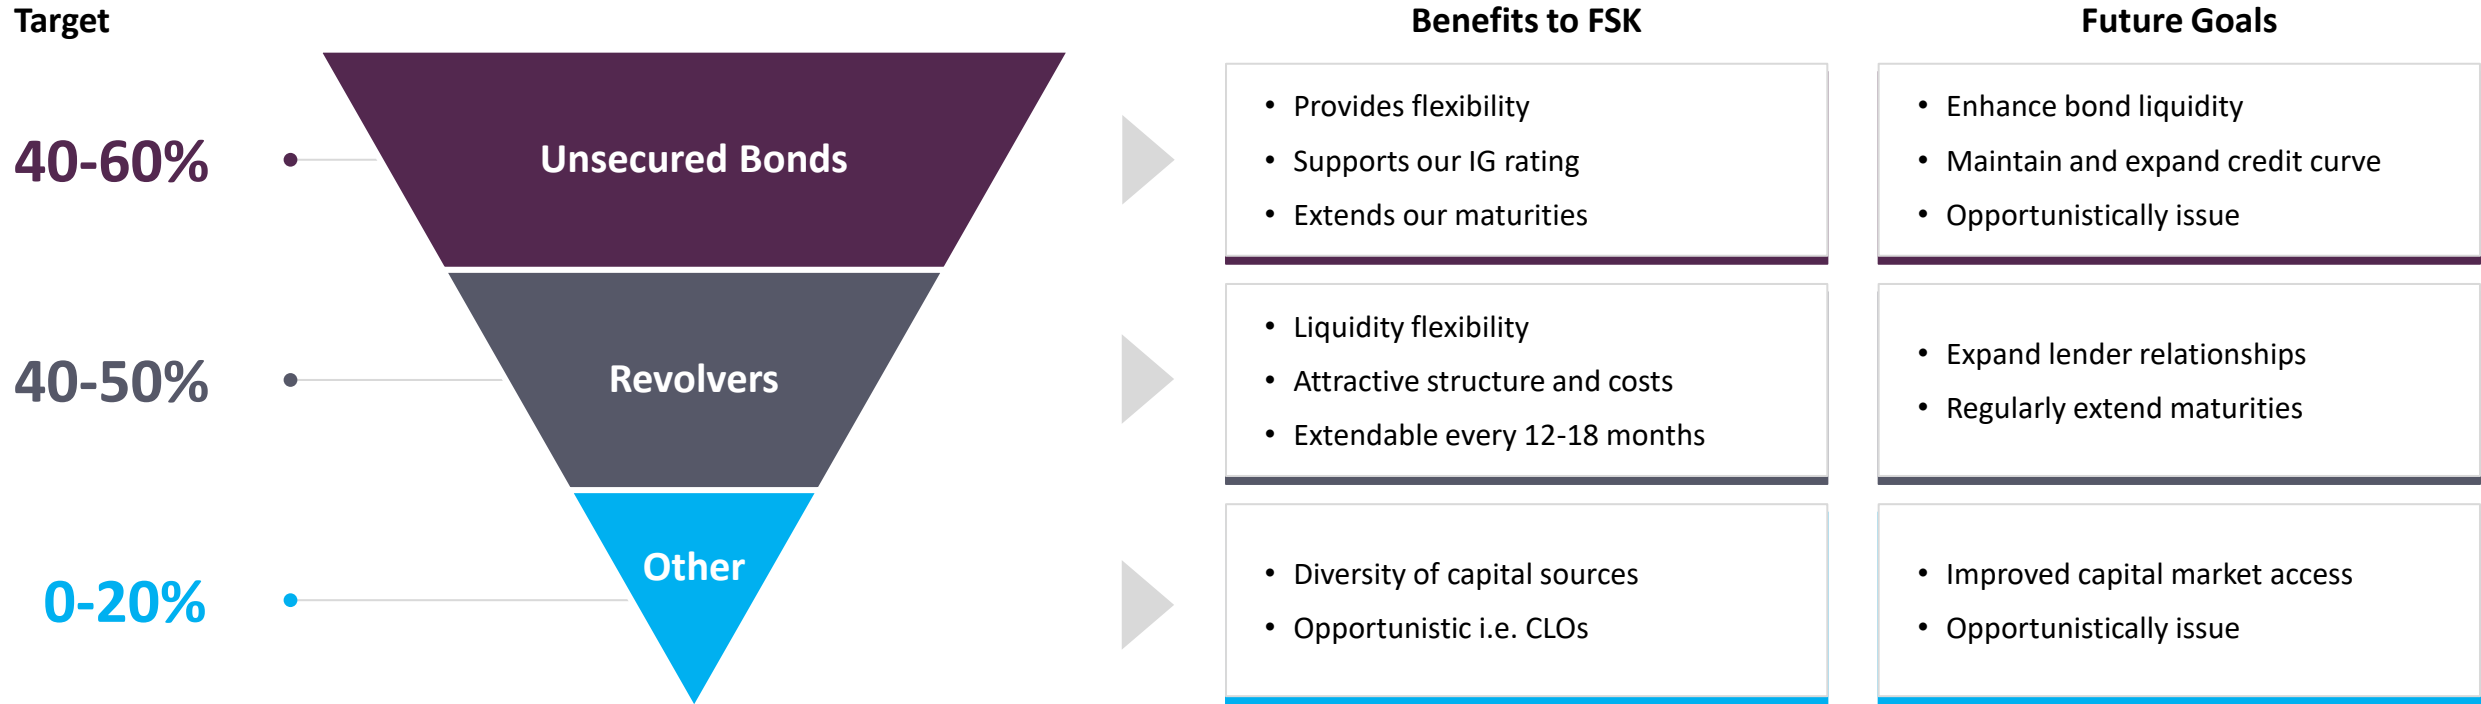 Target
Benefits to FSK
Future Goals
40-60%
Unsecured Bonds
• Provides flexibility
• Supports our IG rating
• Extends our maturities
• Enhance bond liquidity
• Maintain and expand credit curve
• Opportunistically issue
40-50%
Revolvers
• Liquidity flexibility
• Attractive structure and costs
• Extendable every 12-18 months
• Expand lender relationships
• Regularly extend maturities
0-20%
Other
• Diversity of capital sources
• Opportunistic i.e. CLOs
• Improved capital market access
• Opportunistically issue